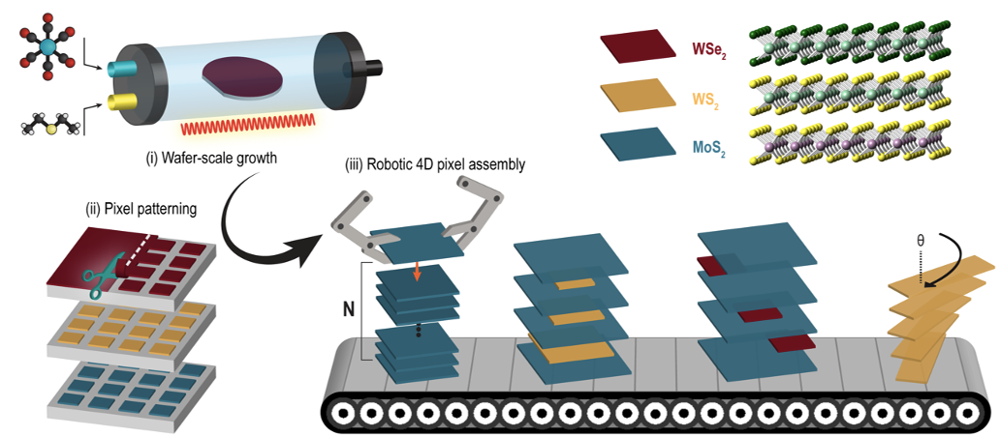 WSe₂
WS₂
MoS₂
(i) Wafer-scale growth
(iii) Robotic 4D pixel assembly
(ii) Pixel patterning
N
θ